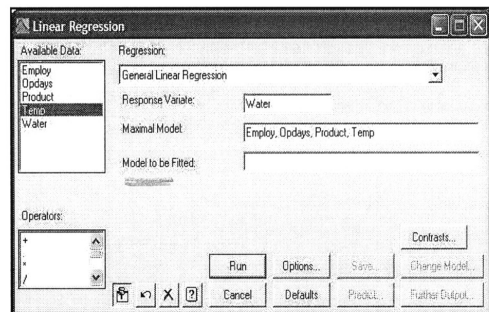 Linear Regression
Available Data:
Employ
Opdays
Product
Temp
Water
Regression:
General Linear Regression
Response Variate:
Water
Maximal Model:
Employ, Opdays, Product, Temp
Model to be Fitted:
Operators:
+
.
*
/
Contrasts...
Run
Options...
Save...
Change Model...
Cancel
Defaults
Predict...
Further Output...